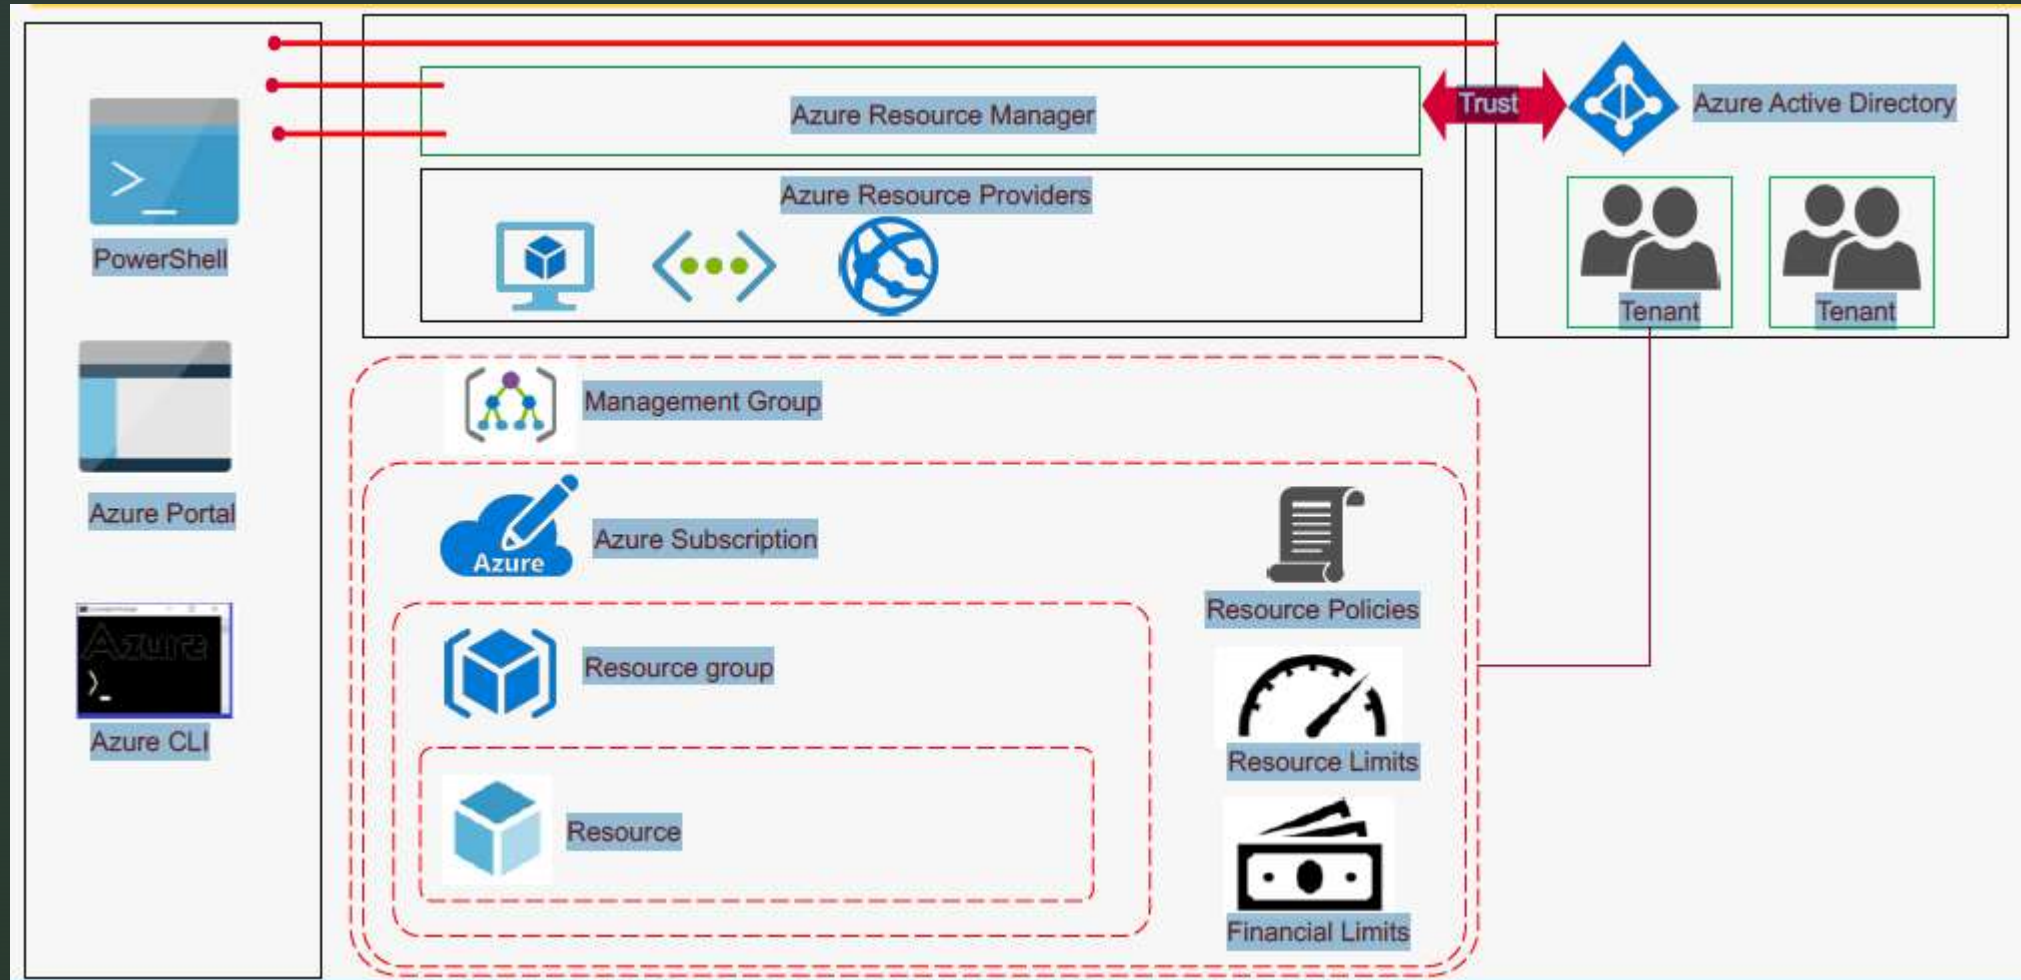 Azure Resource Manager
Trust
Azure Active Directory
Azure Resource Providers
PowerShell
Tenant
Tenant
Management Group
Azure Portal
Azure
Azure Subscription
Resource Policies
Resource group
Azure
>_
Azure CLI
Resource Limits
Resource
Financial Limits